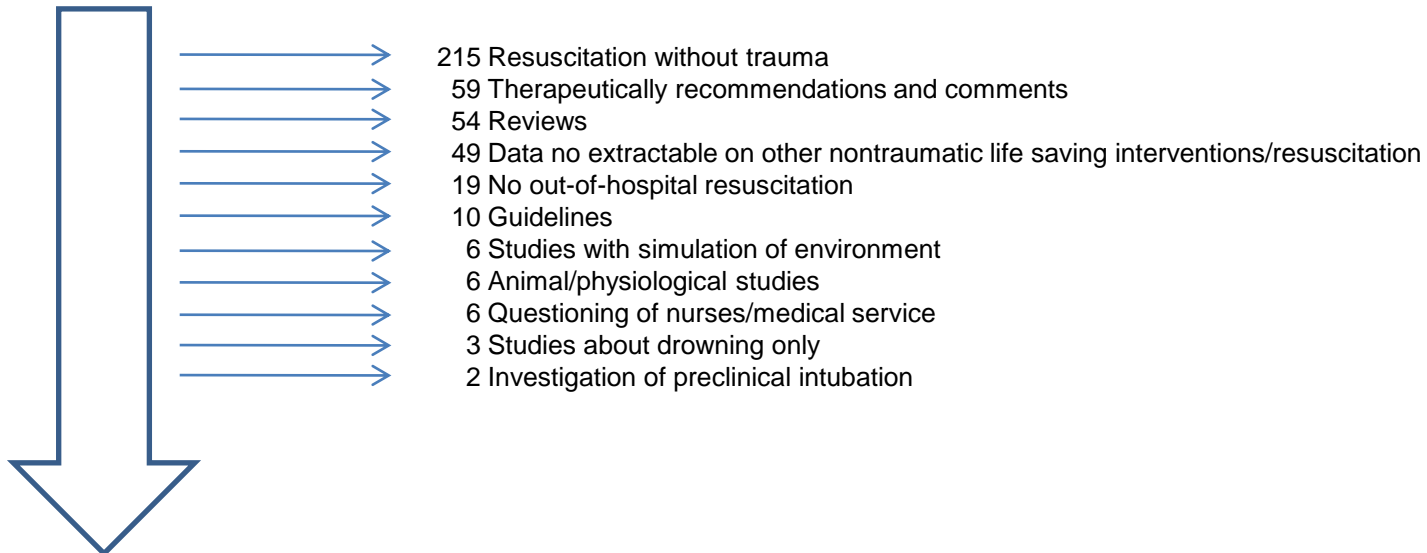 215 Resuscitation without trauma
59 Therapeutically recommendations and comments
54 Reviews
49 Data no extractable on other nontraumatic life saving interventions/resuscitation
19 No out-of-hospital resuscitation
10 Guidelines
6 Studies with simulation of environment
6 Animal/physiological studies
6 Questioning of nurses/medical service
3 Studies about drowning only
2 Investigation of preclinical intubation